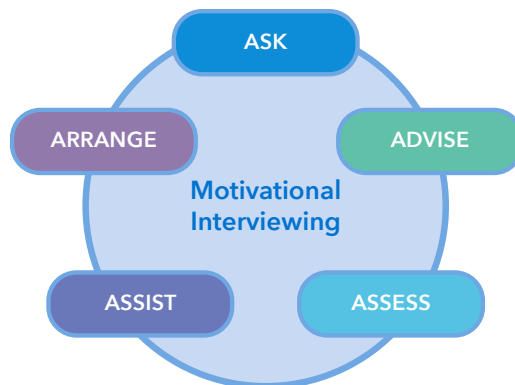 ASK
ARRANGE
ADVISE
Motivational
Interviewing
ASSIST
ASSESS